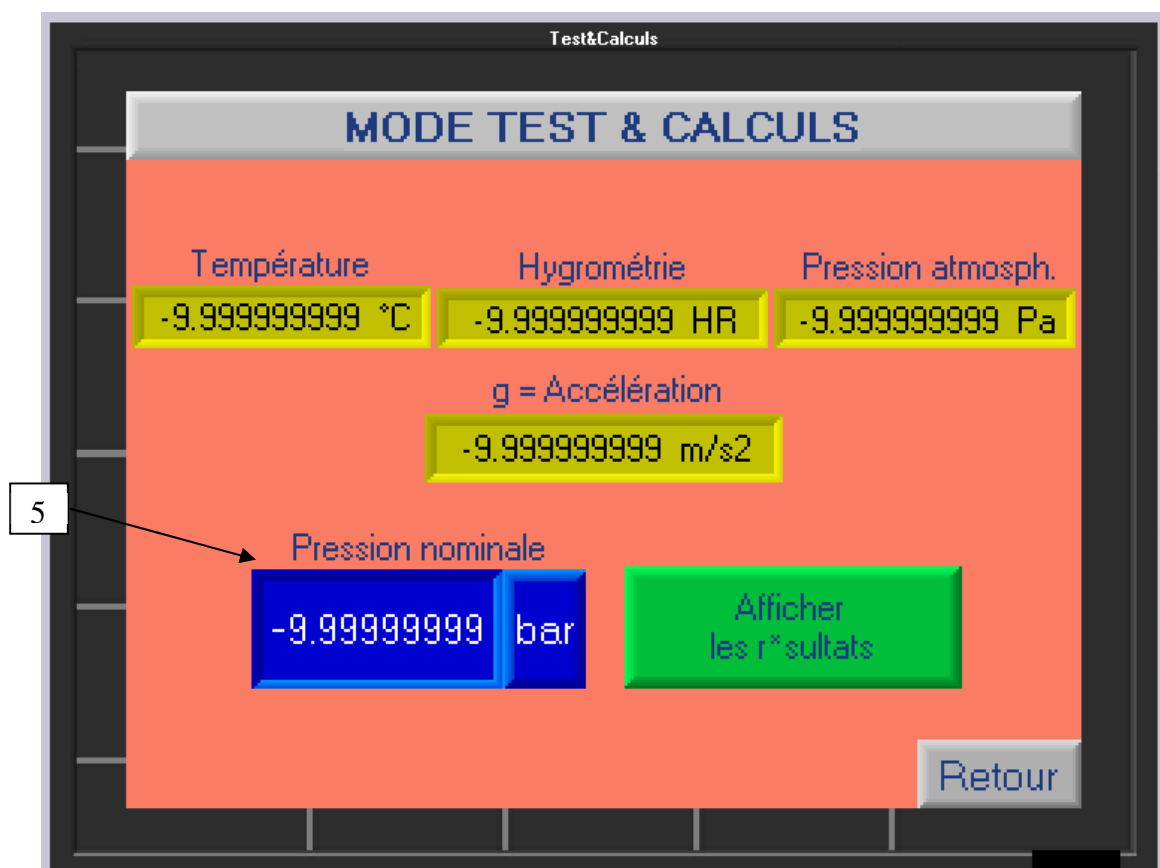 Test&Calculs
MODE TEST & CALCULS
Température Hygrométrie Pression atmosph.
-9.999999999 °C -9.999999999 HR -9.999999999 Pa
g = Accélération
-9.999999999 m/s2
5
Pression nominale
-9.99999999 bar
Afficher
les r*sultats
Retour